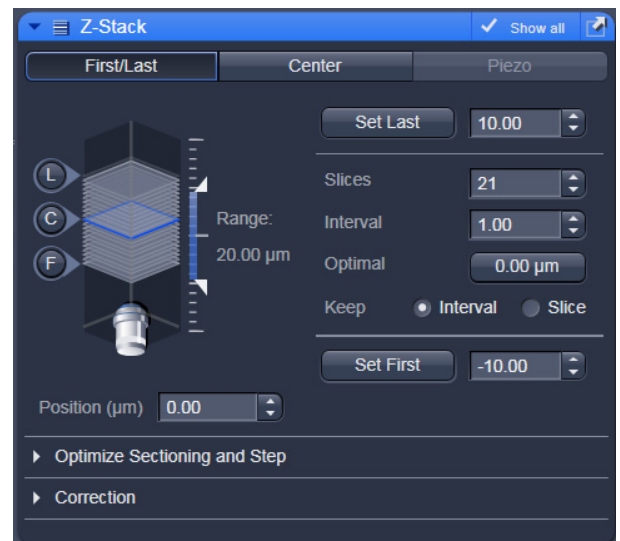 Z-Stack Show all
First/Last Center Piezo
Set Last 10.00
L
Slices 21
C Range: Interval 1.00
F 20.00 µm Optimal 0.00 µm
Keep Interval Slice
Set First -10.00
Position (µm) 0.00
Optimize Sectioning and Step
Correction